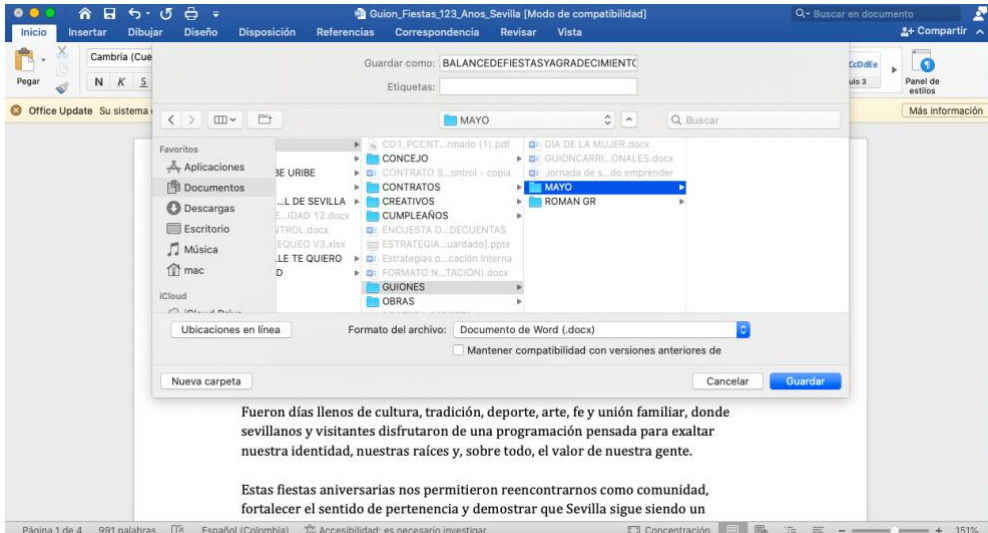 Guion_Fiestas_123_Anos_Sevilla [Modo de compatibilidad]
Buscar en documento
Inicio Insertar Dibujar Diseño Disposición Referencias Correspondencia Revisar Vista
Compartir
Pegar
Cambria (Cue
N K S
Panel de
estilos
Office Update Su sistema
Más información
Guardar como: BALANCEDEFIESTASYAGRADECIMIENTO
Etiquetas:
MAYO
Buscar
Favoritos
Aplicaciones
Documentos
Descargas
Escritorio
Música
mac
iCloud
BE URIBE
...L DE SEVILLA
E...IDAD 12.docx
TROL.docx
EQUEO V3.xlsx
.LE TE QUIERO
D
CO1_PCCNT...rmado (1).pdf
CONCEJO
CONTRATO S...ontrol - copia
CONTRATOS
CREATIVOS
CUMPLEAÑOS
ENCUESTA D...DECUENTAS
ESTRATEGIA...uardado].pptx
Estrategias p...cación Interna
FORMATO N...TACIÓN).docx
GUIONES
OBRAS
DÍA DE LA MUJER.docx
GUIONCARRI...ONALES.docx
Jornada de s...do emprender
MAYO
ROMAN GR
Ubicaciones en línea
Formato del archivo: Documento de Word (.docx)
Mantener compatibilidad con versiones anteriores de
Nueva carpeta
Cancelar Guardar
Fueron días llenos de cultura, tradición, deporte, arte, fe y unión familiar, donde
sevillanos y visitantes disfrutaron de una programación pensada para exaltar
nuestra identidad, nuestras raíces y, sobre todo, el valor de nuestra gente.
Estas fiestas aniversarias nos permitieron reencontrarnos como comunidad,
fortalecer el sentido de pertenencia y demostrar que Sevilla sigue siendo un
Página 1 de 4 991 palabras Español (Colombia) Accesibilidad: es necesario investigar Concentración 151%